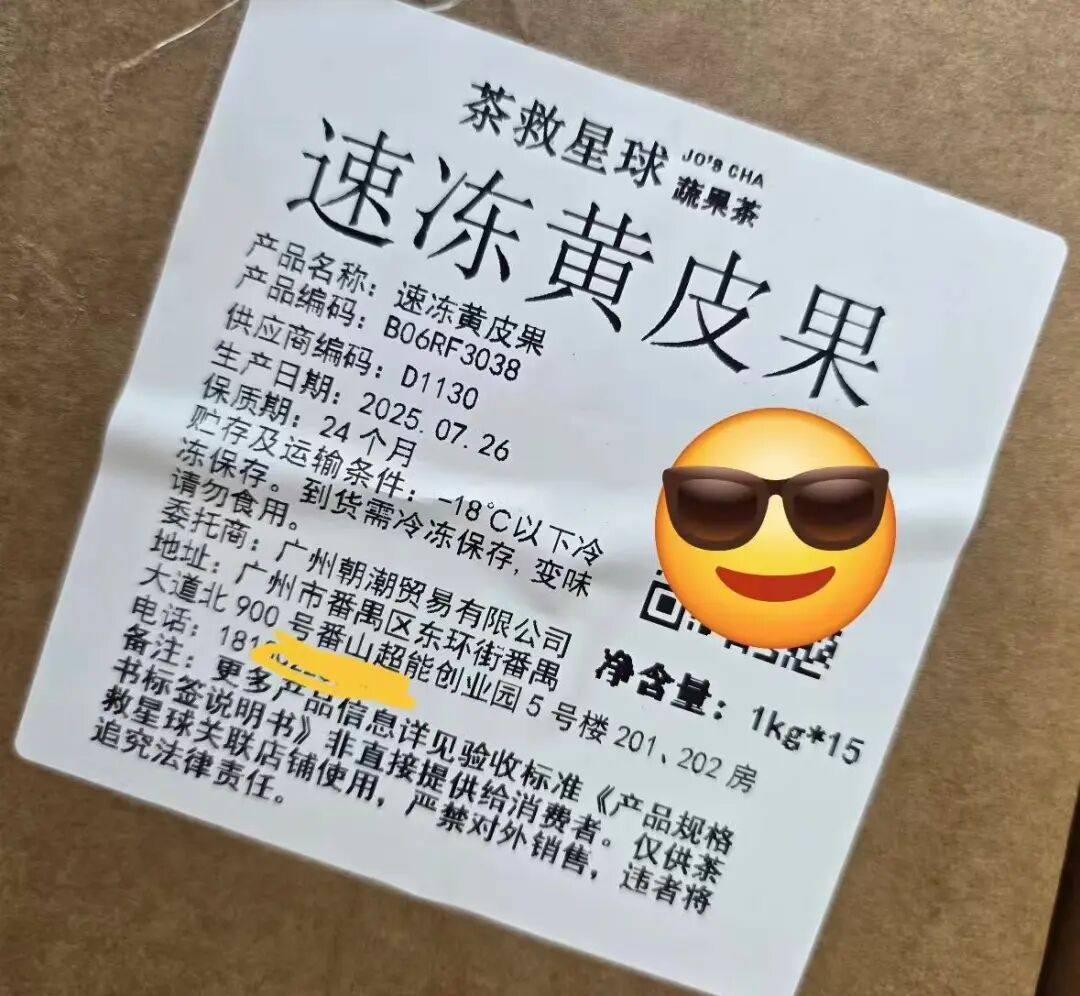 茶救星球 JO'S CHA 蔬果茶
速冻黄皮果
产品名称：速冻黄皮果
产品编码：B06RF3038
供应商编码：D1130
生产日期：2025.07.26
保质期：24个月
贮存及运输条件：-18℃以下冷
冻保存。到货需冷冻保存，变味
请勿食用。
委托商：广州朝潮贸易有限公司
地址：广州市番禺区东环街番禺
大道北900号番山超能创业园5号楼201、202房
电话：181
备注：更多产品信息详见验收标准《产品规格
书标签说明书》非直接提供给消费者。仅供茶
救星球关联店铺使用，严禁对外销售，违者将
追究法律责任。
净含量：1kg*15